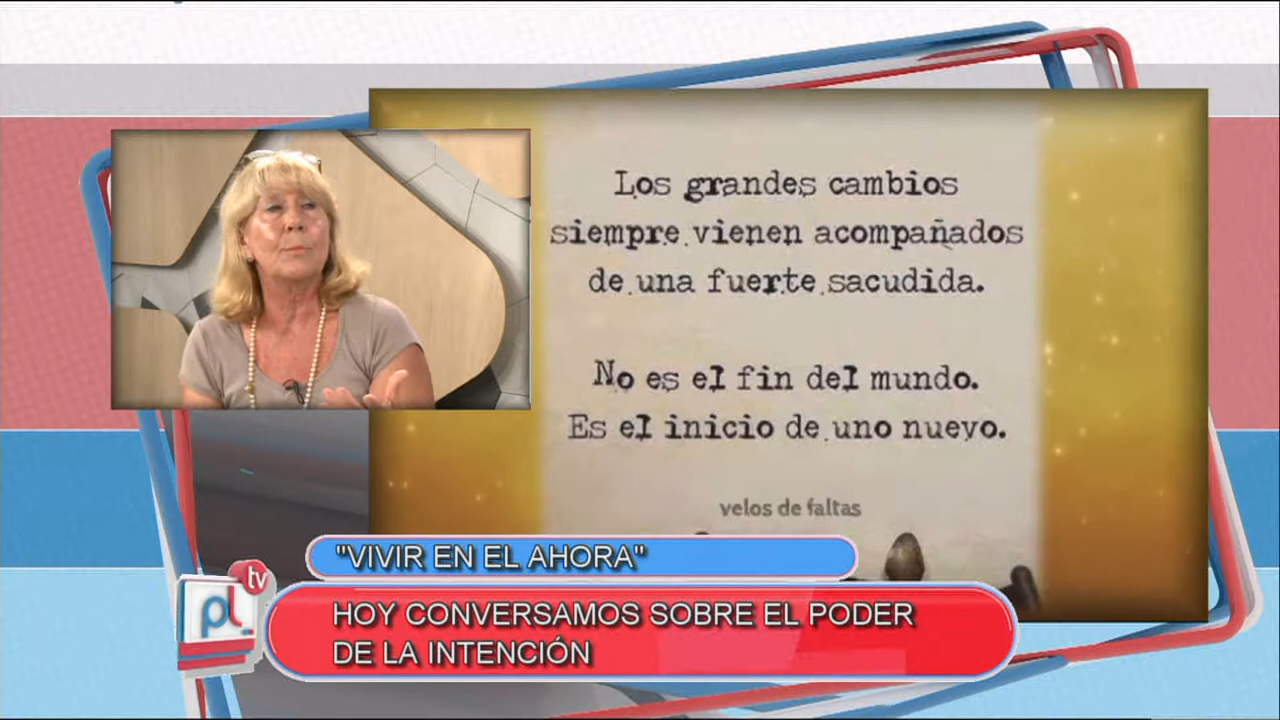 Los grandes cambios
siempre vienen acompañados
de una fuerte sacudida.
No es el fin del mundo.
Es el inicio de uno nuevo.
velos de faltas
"VIVIR EN EL AHORA"
HOY CONVERSAMOS SOBRE EL PODER
DE LA INTENCIÓN
pl tv